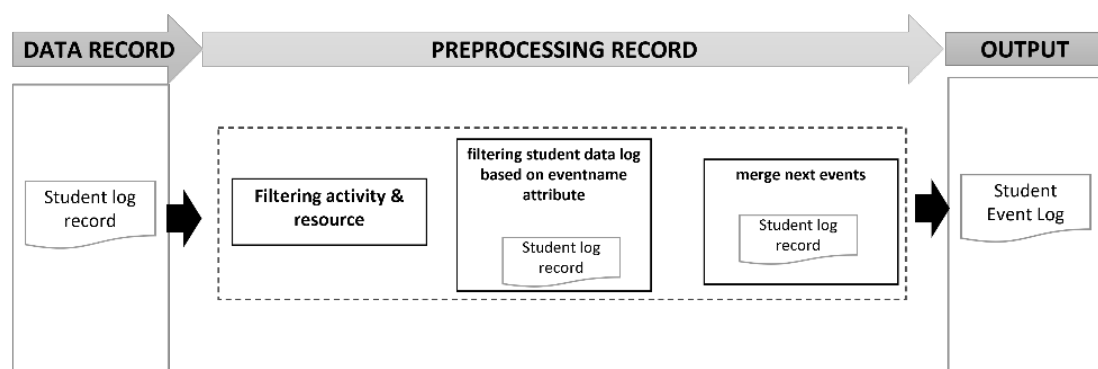 DATA RECORD
PREPROCESSING RECORD
OUTPUT
Student log
record
Filtering activity &
resource
filtering student data log
based on eventname
attribute
Student log
record
merge next events
Student log
record
Student
Event Log